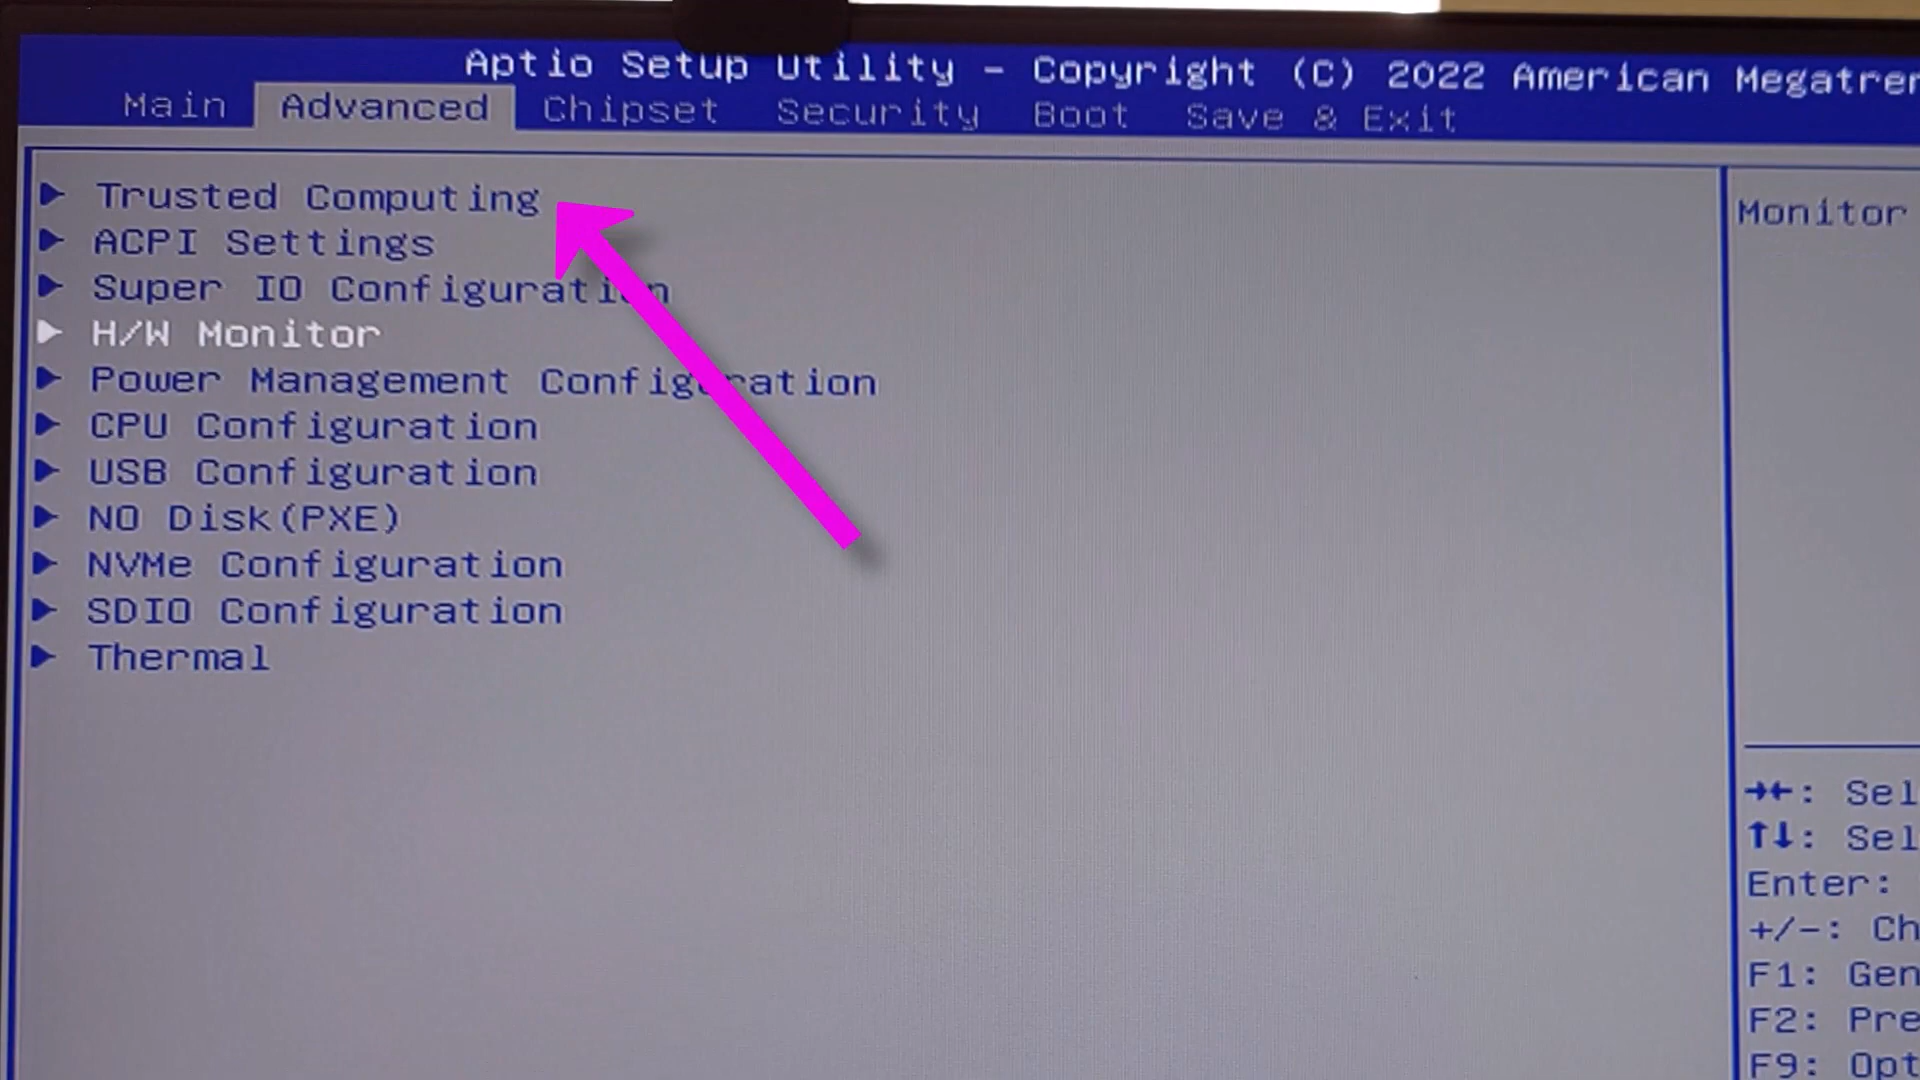 Aptio Setup Utility - Copyright (C) 2022 American
Main Advanced Chipset Security Boot Save & Exit
Trusted Computing
ACPI Settings
Super IO Configuration
H/W Monitor
Power Management Configuration
CPU Configuration
USB Configuration
NO Disk(PXE)
NVMe Configuration
SDIO Configuration
Thermal
Monitor
→←: Sel
↑↓: Sel
Enter:
+/-: Ch
F1: Gen
F2: Pre
F9: Opt